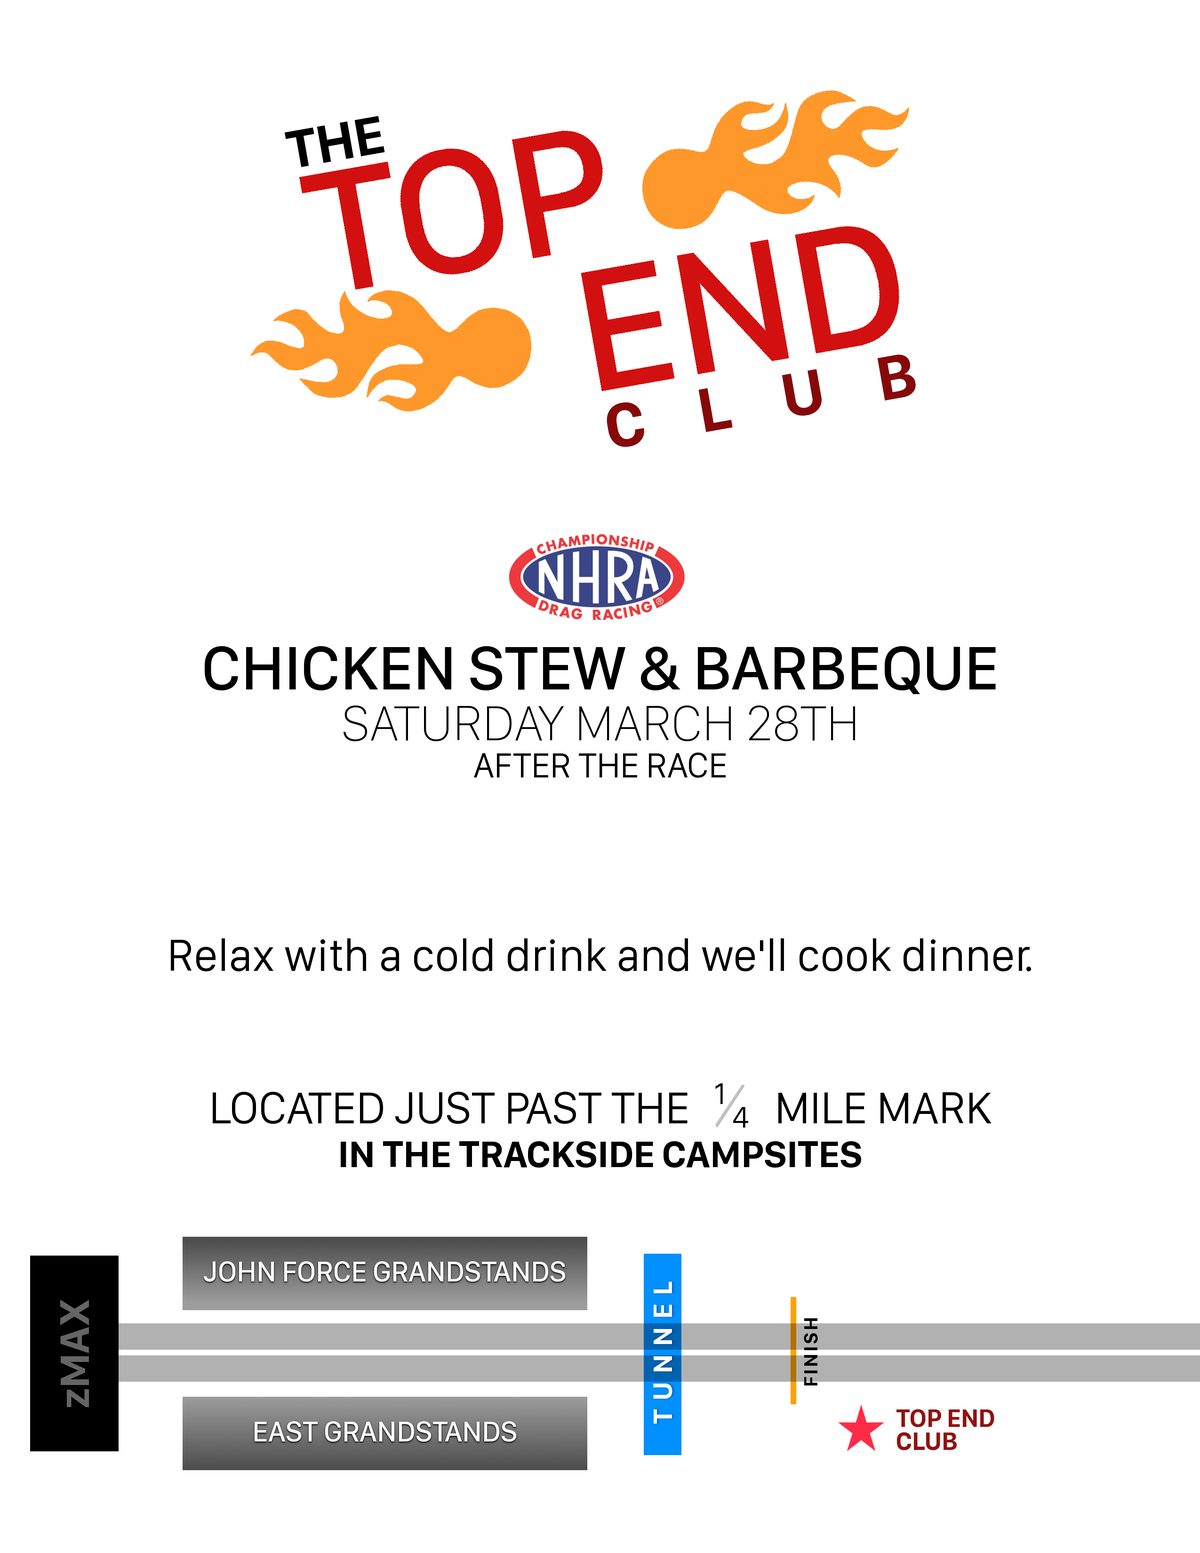 THE
TOP
END
CLUB
CHAMPIONSHIP
NHRA
DRAG RACING®
CHICKEN STEW & BARBEQUE
SATURDAY MARCH 28TH
AFTER THE RACE
Relax with a cold drink and we'll cook dinner.
LOCATED JUST PAST THE 1/4 MILE MARK
IN THE TRACKSIDE CAMPSITES
zMAX
JOHN FORCE GRANDSTANDS
TUNNEL
FINISH
EAST GRANDSTANDS
TOP END
CLUB